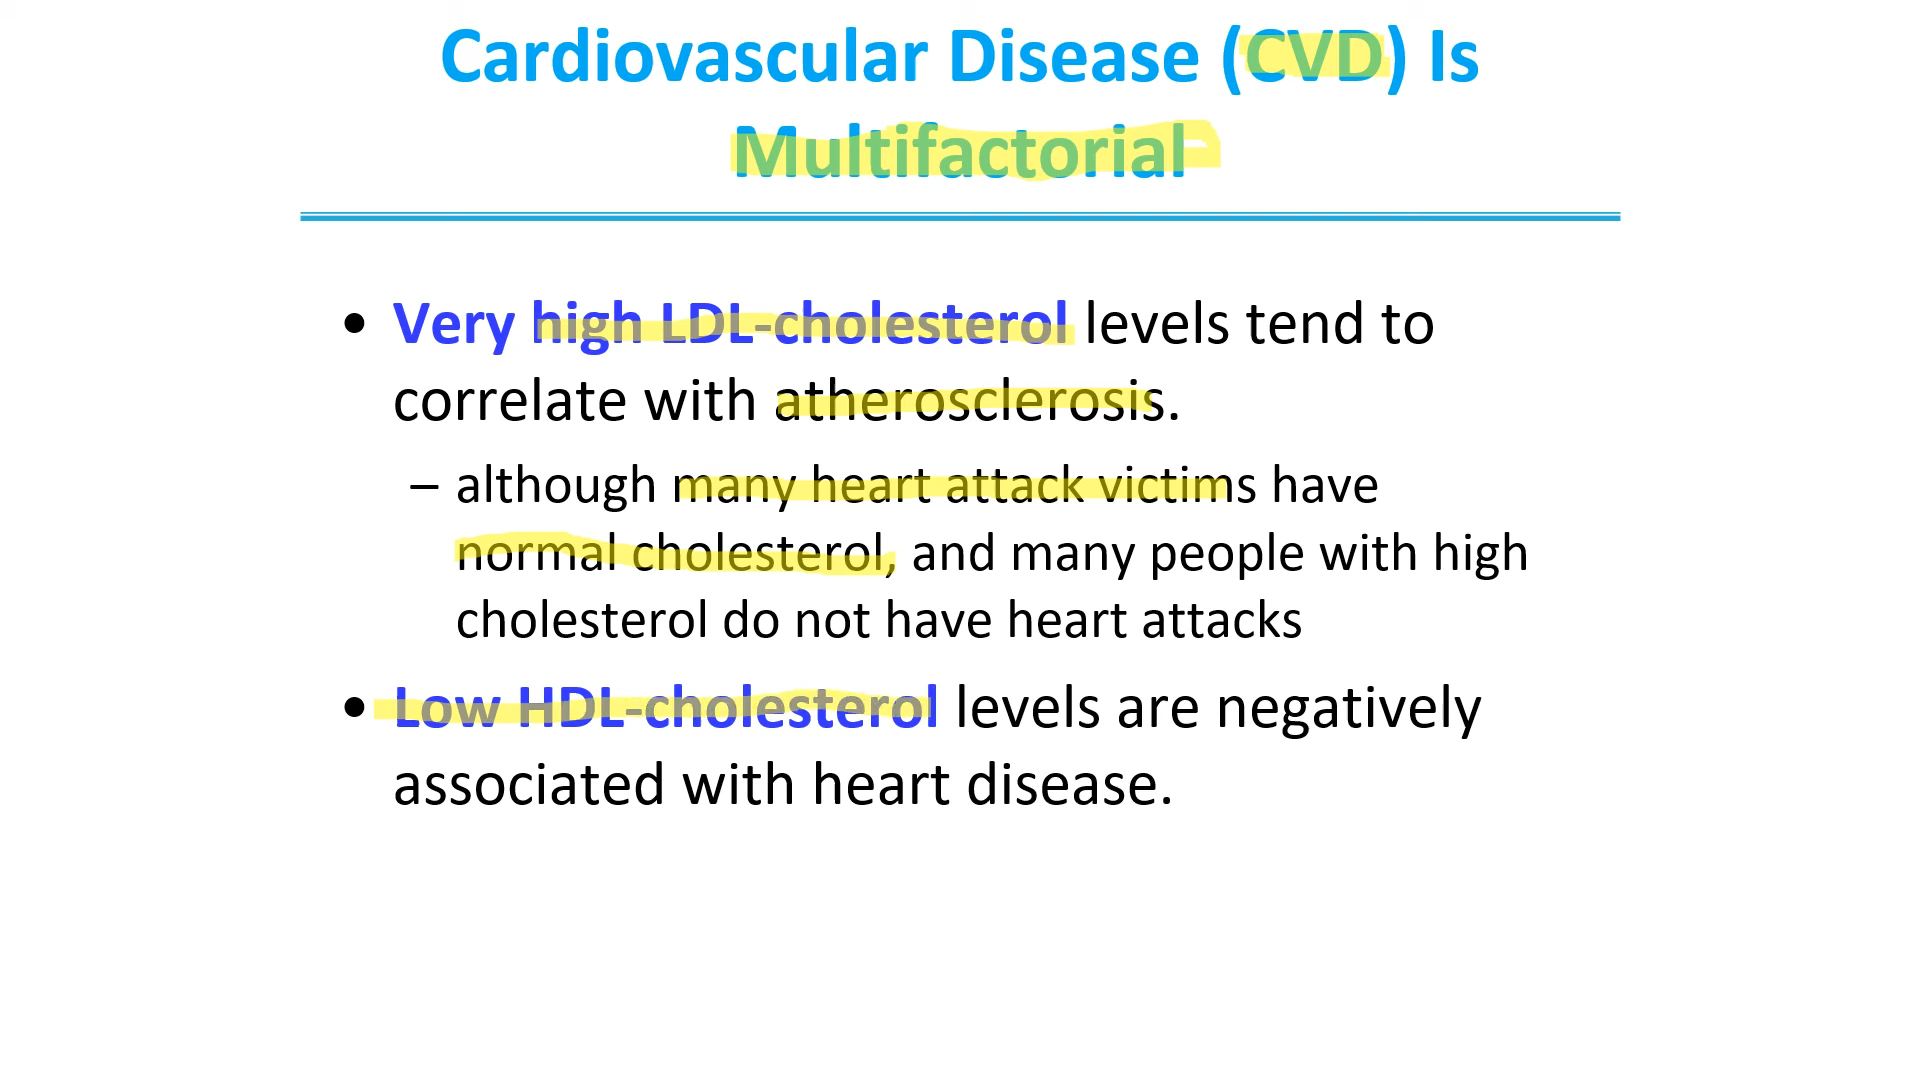 Cardiovascular Disease (CVD) Is
Multifactorial
• Very high LDL-cholesterol levels tend to
correlate with atherosclerosis.
– although many heart attack victims have
normal cholesterol, and many people with high
cholesterol do not have heart attacks
• Low HDL-cholesterol levels are negatively
associated with heart disease.